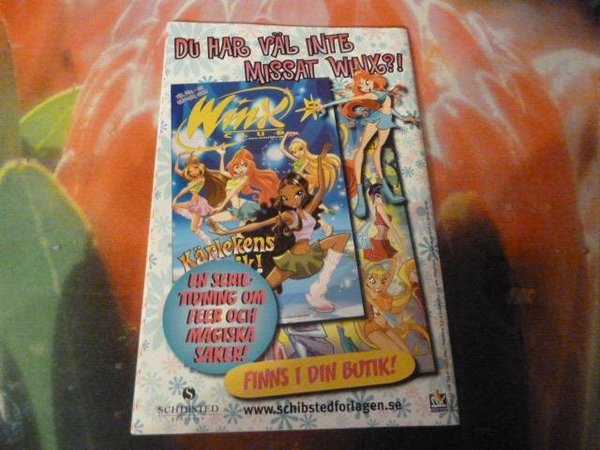 DU HAR VÄL INTE
MISSAT WINX?!
Winx
CLUB
Kärlekens
EN SERIE-
TIDNING OM
FEER OCH
MAGISKA
SAKER!
FINNS I DIN BUTIK!
SCHIBSTED
www.schibstedforlagen.se